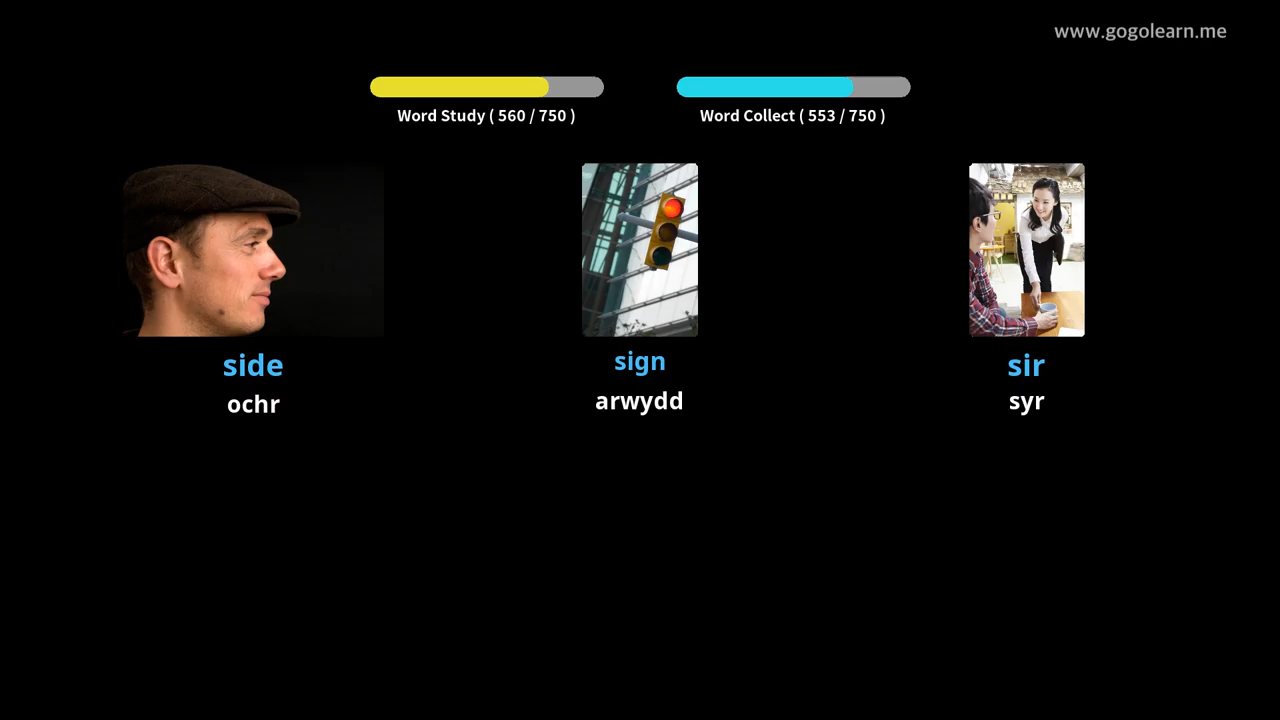 www.gogolearn.me
Word Study ( 560 / 750 )
Word Collect ( 553 / 750 )
side
sign
sir
ochr
arwydd
syr